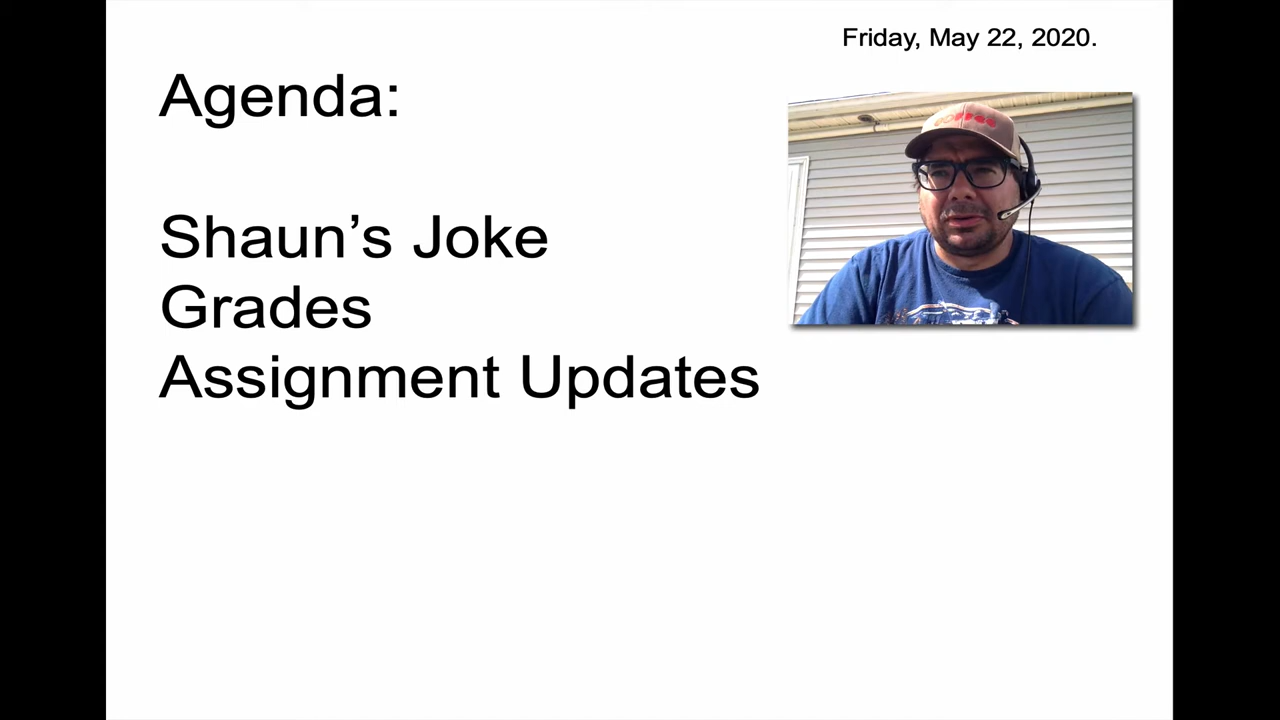 Friday, May 22, 2020.
Agenda:
Shaun’s Joke
Grades
Assignment Updates